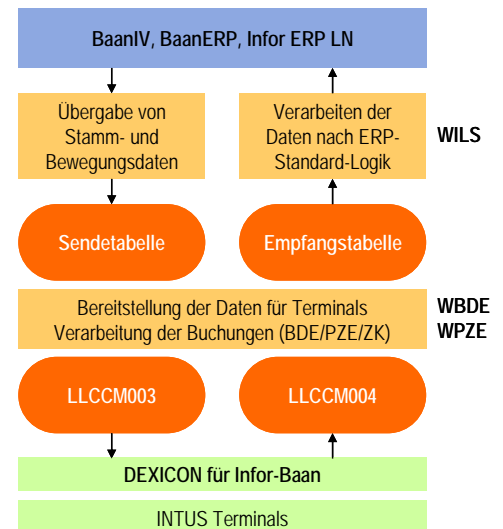 BaanIV, BaanERP, Infor ERP LN
Übergabe von
Stamm- und
Bewegungsdaten
Verarbeiten der
Daten nach ERP-
Standard-Logik
WILS
Sendetabelle
Empfangstabelle
Bereitstellung der Daten für Terminals
Verarbeitung der Buchungen (BDE/PZE/ZK)
WBDE
WPZE
LLCCM003
LLCCM004
DEXICON für Infor-Baan
INTUS Terminals